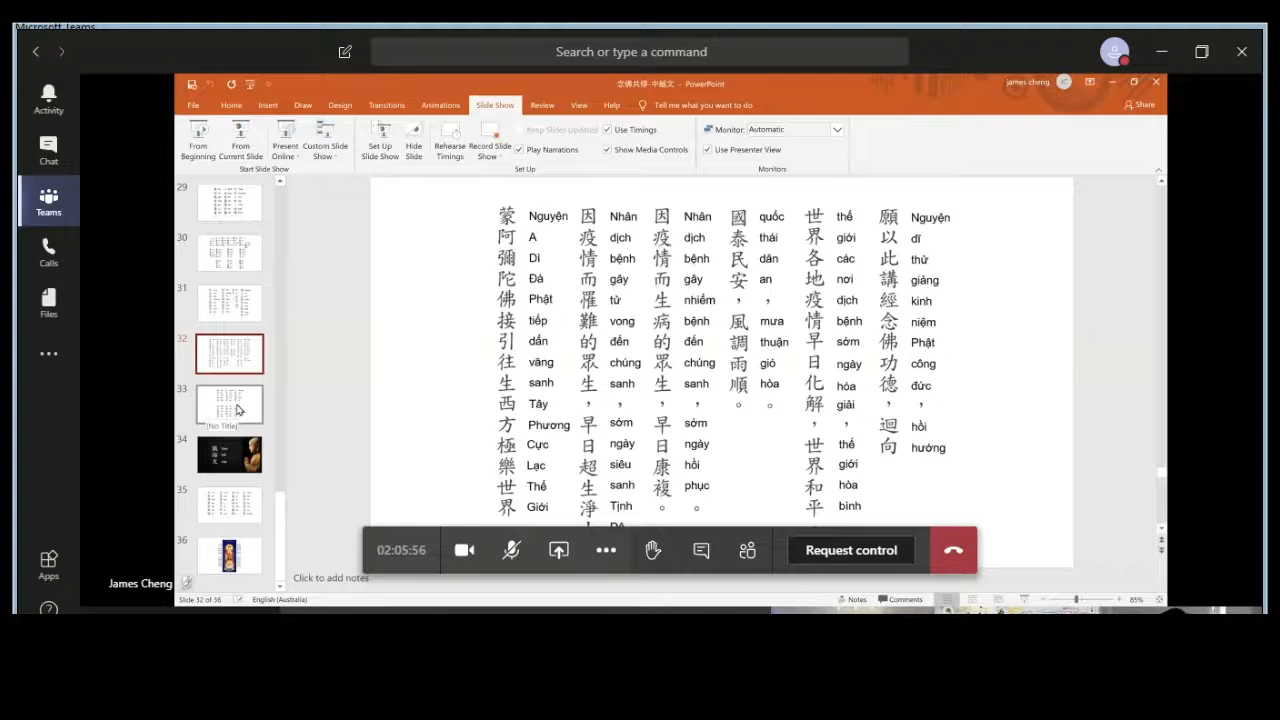 Microsoft Teams
Search or type a command
Activity
Chat
Teams
Calls
Files
Apps
James Cheng
念佛共修-中越文 - PowerPoint
james cheng
JC
File Home Insert Draw Design Transitions Animations Slide Show Review View Help Tell me what you want to do
Share
From Beginning
From Current Slide
Present Online
Custom Slide Show
Set Up Slide Show
Hide Slide
Rehearse Timings
Record Slide Show
Keep Slides Updated
Use Timings
Play Narrations
Show Media Controls
Monitor: Automatic
Use Presenter View
Start Slide Show
Set Up
Monitors
29
30
31
32
33
[No Title]
34
35
36
願以此講經念佛功德，迴向
Nguyện dĩ thử giảng kinh niệm Phật công đức , hồi hướng
世界各地疫情早日化解，世界和平
thế giới các nơi dịch bệnh sớm ngày hóa giải , thế giới hòa bình
國泰民安，風調雨順。
quốc thái dân an , mưa thuận gió hòa 。
因疫情而生病的眾生，早日康複。
Nhân dịch bệnh gây nhiễm bệnh đến chúng sanh , sớm ngày hồi phục 。
因疫情而罹難的眾生，早日超生淨
Nhân dịch bệnh gây tử vong đến chúng sanh , sớm ngày siêu sanh Tịnh
蒙阿彌陀佛接引往生西方極樂世界
Nguyện A Di Đà Phật tiếp dẫn vãng sanh Tây Phương Cực Lạc Thế Giới
02:05:56
Request control
Click to add notes
Slide 32 of 36
English (Australia)
Notes
Comments
85%